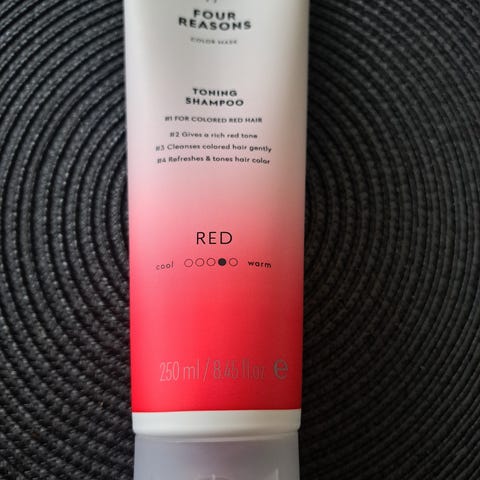 FOUR
REASONS
COLOR MASK
TONING
SHAMPOO
#1 FOR COLORED RED HAIR
#2 Gives a rich red tone
#3 Cleanses colored hair gently
#4 Refreshes & tones hair color
RED
cool warm
250 ml / 8.45 fl.oz ℮